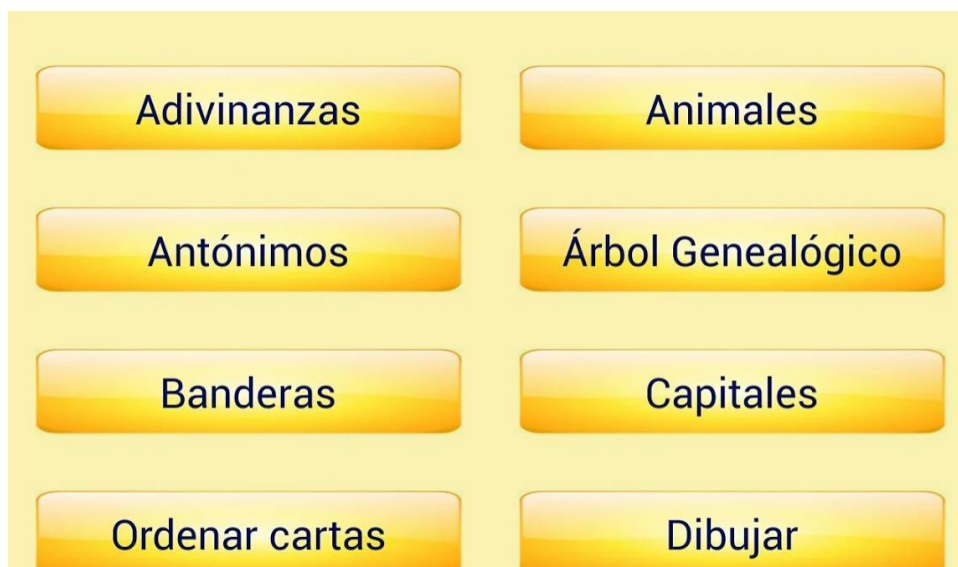 Adivinanzas
Animales
Antónimos
Árbol Genealógico
Banderas
Capitales
Ordenar cartas
Dibujar